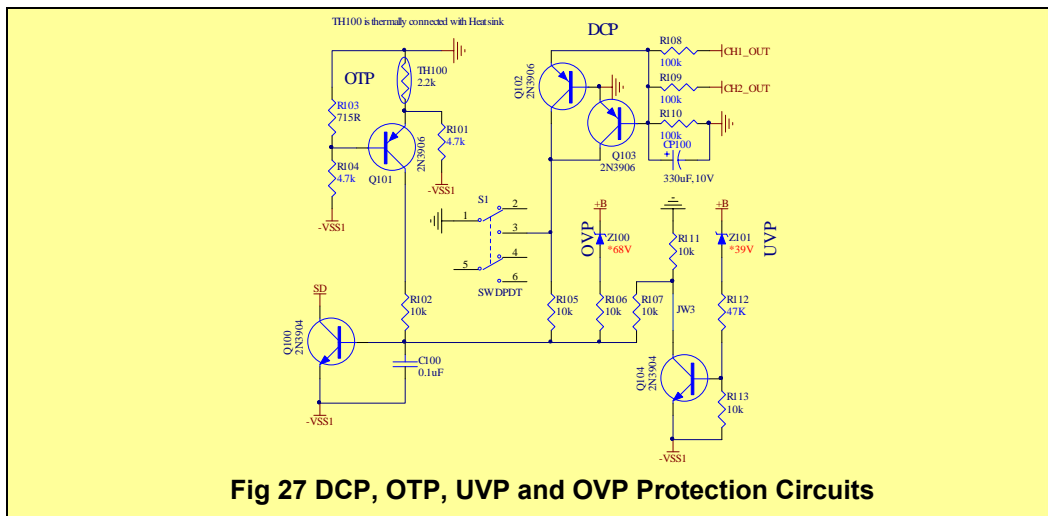 TH100 is thermally connected with Heat sink
DCP
R108
100k
CH1_OUT
OTP
TH100
2.2k
Q102
2N3906
R109
100k
CH2_OUT
R103
715R
R101
4.7k
R110
100k
CP100
+
330uF, 10V
Q103
2N3906
R104
4.7k
Q101
2N3906
-VSS1
-VSS1
S1
1
2
3
4
5
6
SW DPDT
OVP
+B
Z100
*68V
R111
10k
+B
Z101
*39V
UVP
SD
R102
10k
R105
10k
R106
10k
R107
10k
JW3
R112
47K
Q100
2N3904
C100
0.1uF
Q104
2N3904
R113
10k
-VSS1
-VSS1
Fig 27 DCP, OTP, UVP and OVP Protection Circuits